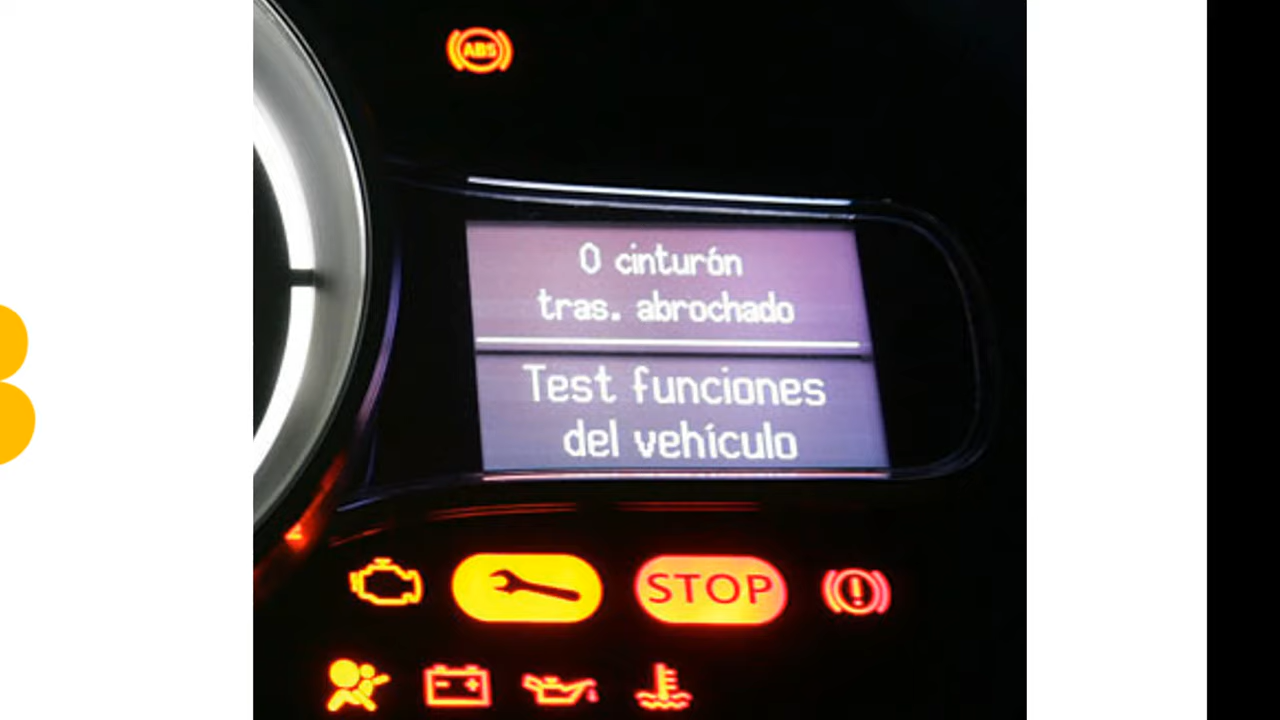 ABS
0 cinturón
tras. abrochado
Test funciones
del vehículo
STOP